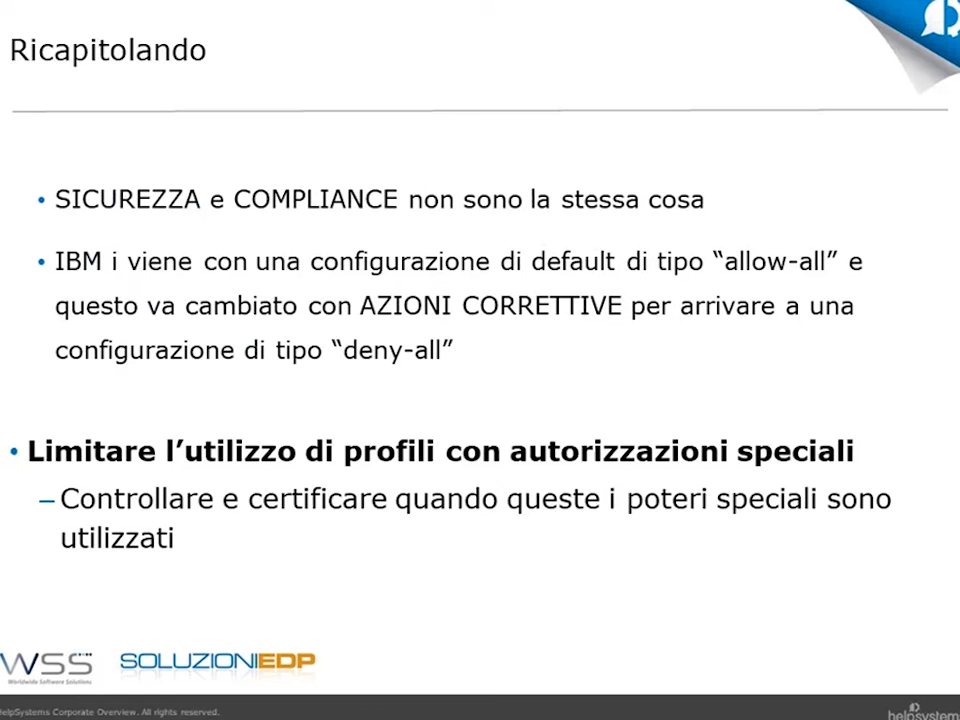 Ricapitolando
• SICUREZZA e COMPLIANCE non sono la stessa cosa
• IBM i viene con una configurazione di default di tipo “allow-all” e
questo va cambiato con AZIONI CORRETTIVE per arrivare a una
configurazione di tipo “deny-all”
• Limitare l’utilizzo di profili con autorizzazioni speciali
– Controllare e certificare quando queste i poteri speciali sono
utilizzati
WSS
Worldwide Software Solutions
SOLUZIONIEDP
HelpSystems Corporate Overview. All rights reserved.
helpsystems